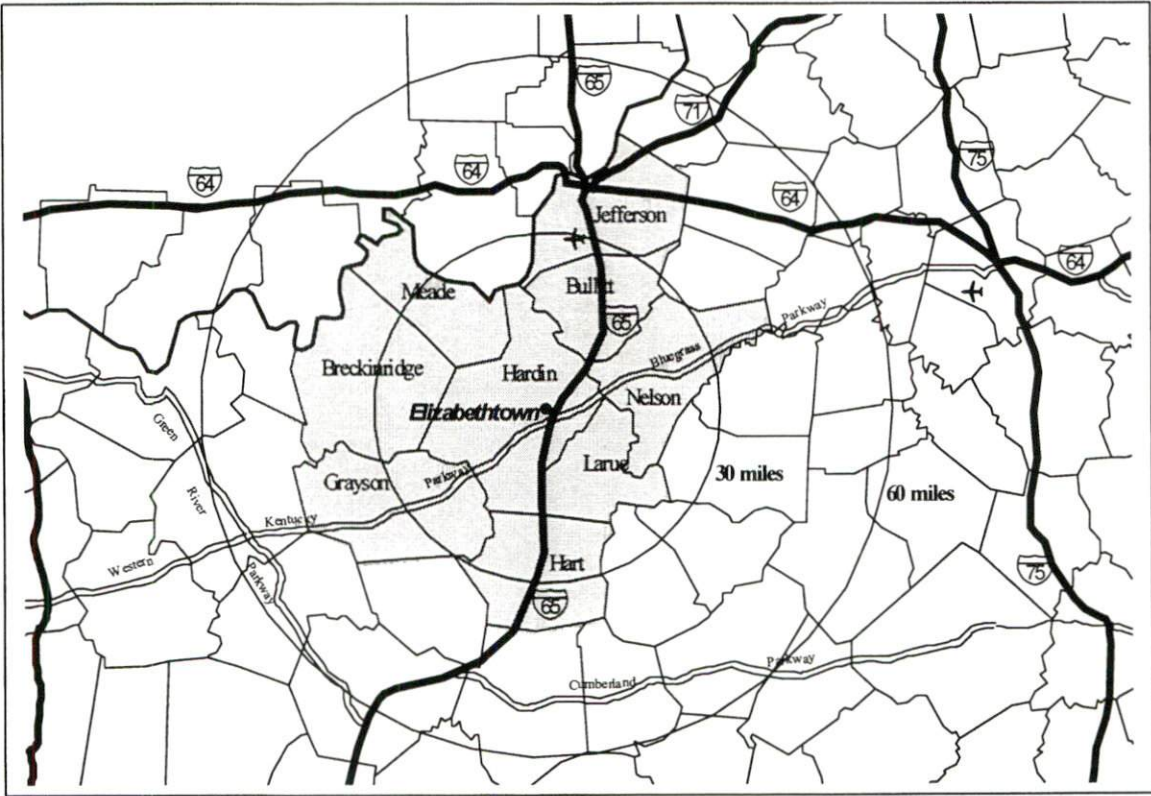 65
71
75
64
64
64
Jefferson
64
Meade
Bullitt
65
Parkway
Bluegrass
Breckinridge
Hardin
Nelson
Elizabethtown
Green
Larue
30 miles
Grayson
Parkway
60 miles
River
Kentucky
Western
Hart
Parkway
75
65
Parkway
Cumberland